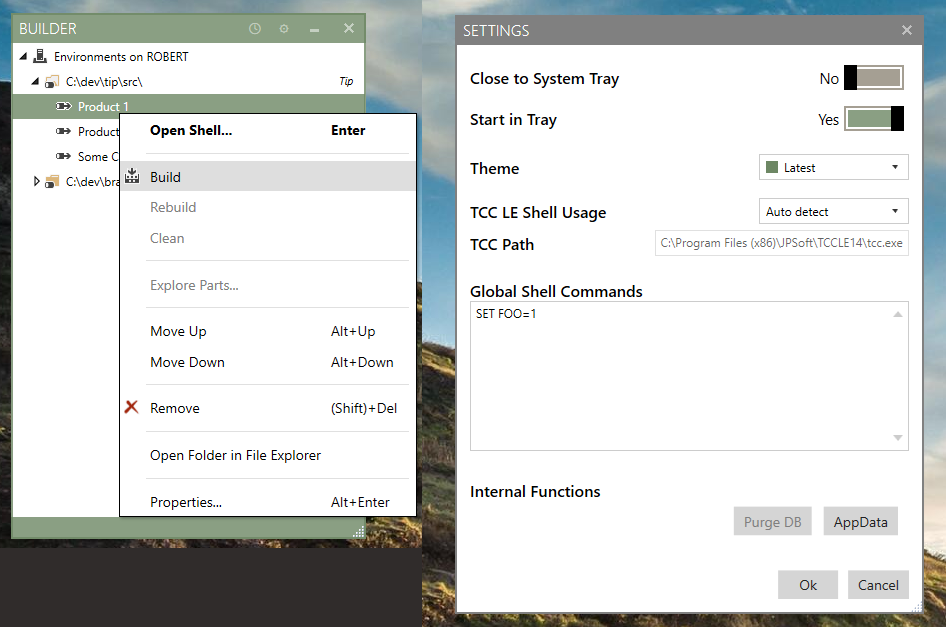 BUILDER
Environments on ROBERT
C:\dev\tip\src\ Tip
Product 1
Product
Some C
C:\dev\bra
Open Shell... Enter
Build
Rebuild
Clean
Explore Parts...
Move Up Alt+Up
Move Down Alt+Down
Remove (Shift)+Del
Open Folder in File Explorer
Properties... Alt+Enter
SETTINGS
Close to System Tray No
Start in Tray Yes
Theme Latest
TCC LE Shell Usage Auto detect
TCC Path C:\Program Files (x86)\JPSoft\TCCLE14\tcc.exe
Global Shell Commands
SET FOO=1
Internal Functions
Purge DB AppData
Ok Cancel